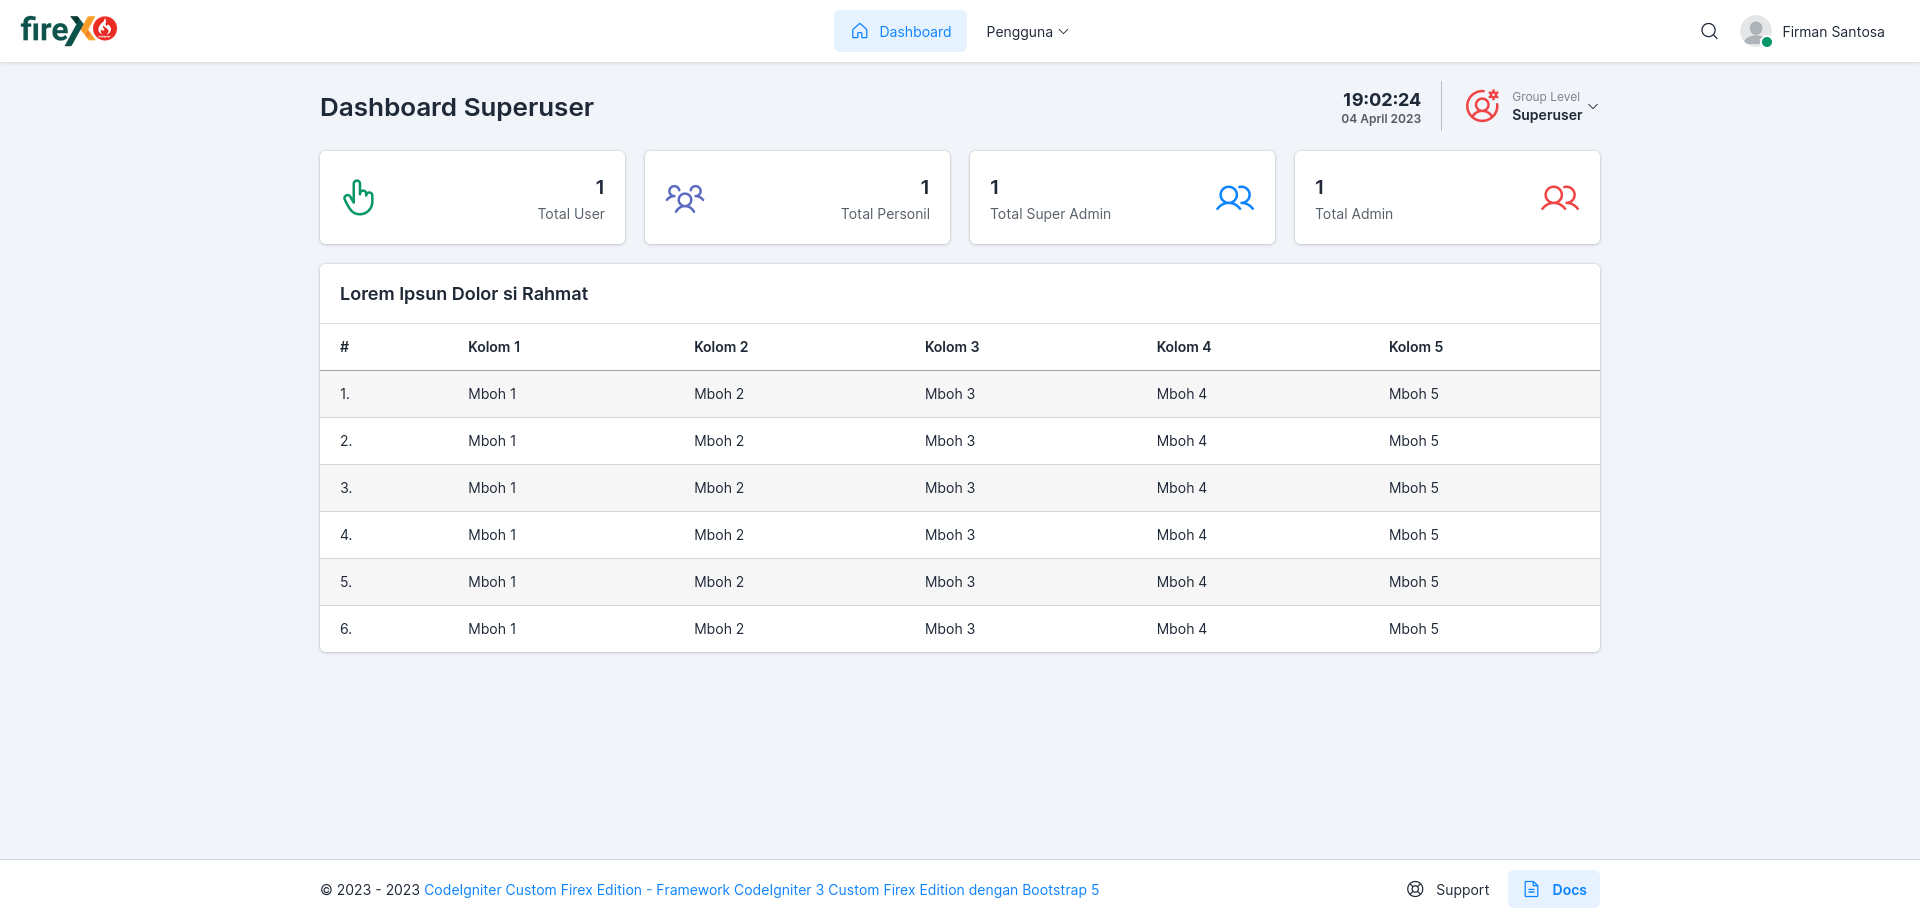 fireX
Dashboard
Pengguna
Firman Santosa
Dashboard Superuser
19:02:24
04 April 2023
Group Level
Superuser
1
Total User
1
Total Personil
1
Total Super Admin
1
Total Admin
Lorem Ipsun Dolor si Rahmat
# Kolom 1 Kolom 2 Kolom 3 Kolom 4 Kolom 5
1. Mboh 1 Mboh 2 Mboh 3 Mboh 4 Mboh 5
2. Mboh 1 Mboh 2 Mboh 3 Mboh 4 Mboh 5
3. Mboh 1 Mboh 2 Mboh 3 Mboh 4 Mboh 5
4. Mboh 1 Mboh 2 Mboh 3 Mboh 4 Mboh 5
5. Mboh 1 Mboh 2 Mboh 3 Mboh 4 Mboh 5
6. Mboh 1 Mboh 2 Mboh 3 Mboh 4 Mboh 5
© 2023 - 2023 CodeIgniter Custom Firex Edition - Framework CodeIgniter 3 Custom Firex Edition dengan Bootstrap 5
Support
Docs